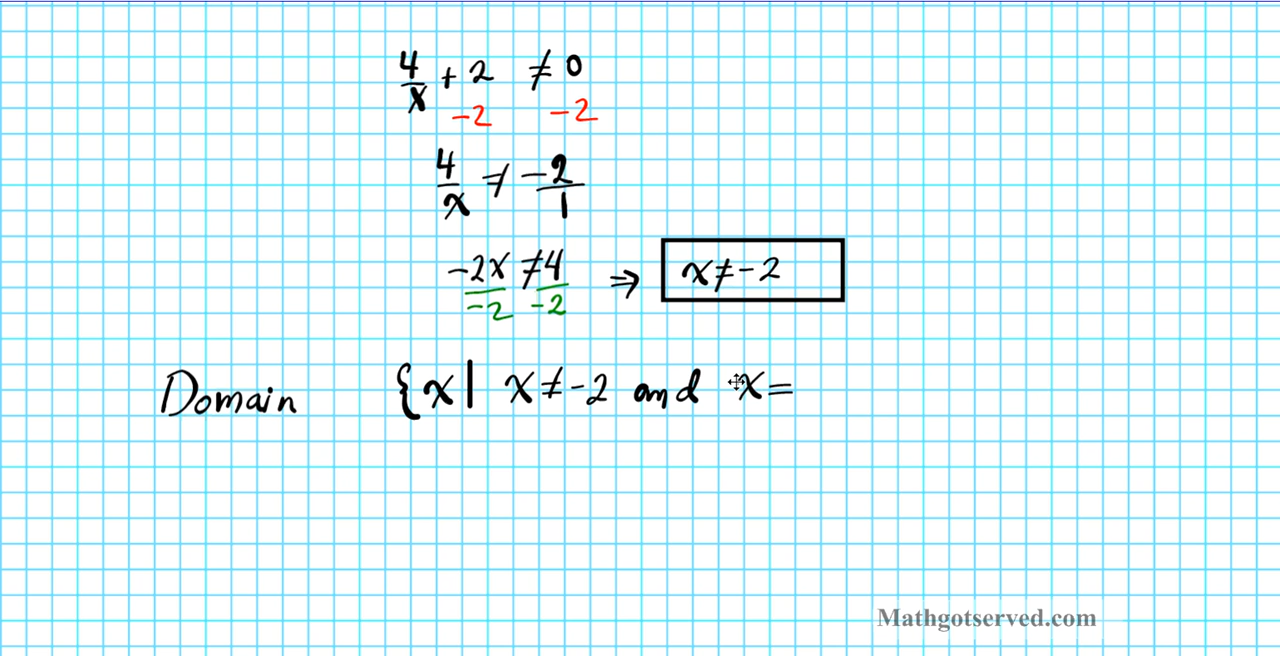 4/x + 2 ≠ 0
-2 -2
4/x ≠ -2/1
-2x ≠ 4 ⇒ x ≠ -2
-2 -2
Domain {x| x ≠ -2 and x =
Mathgotserved.com